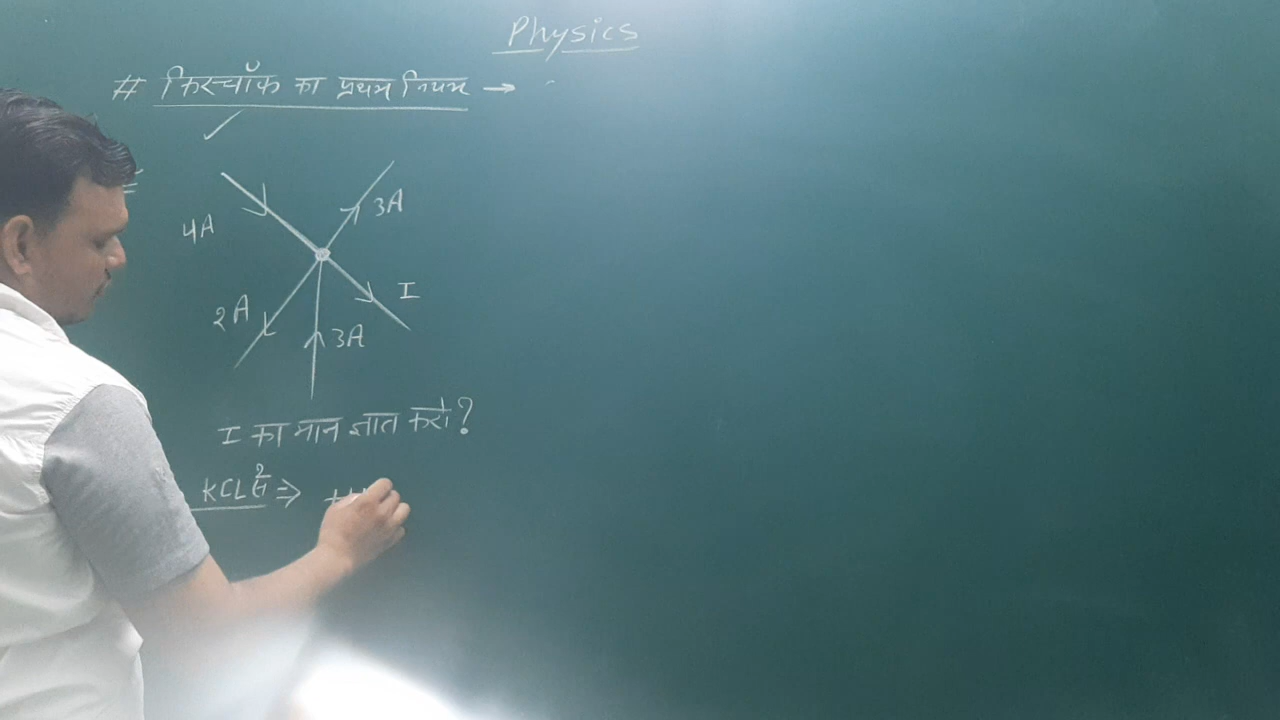 Physics
# किरचॉफ का प्रथम नियम →
4A
3A
2A
I
3A
I का मान ज्ञात करो?
KCL से ⇒